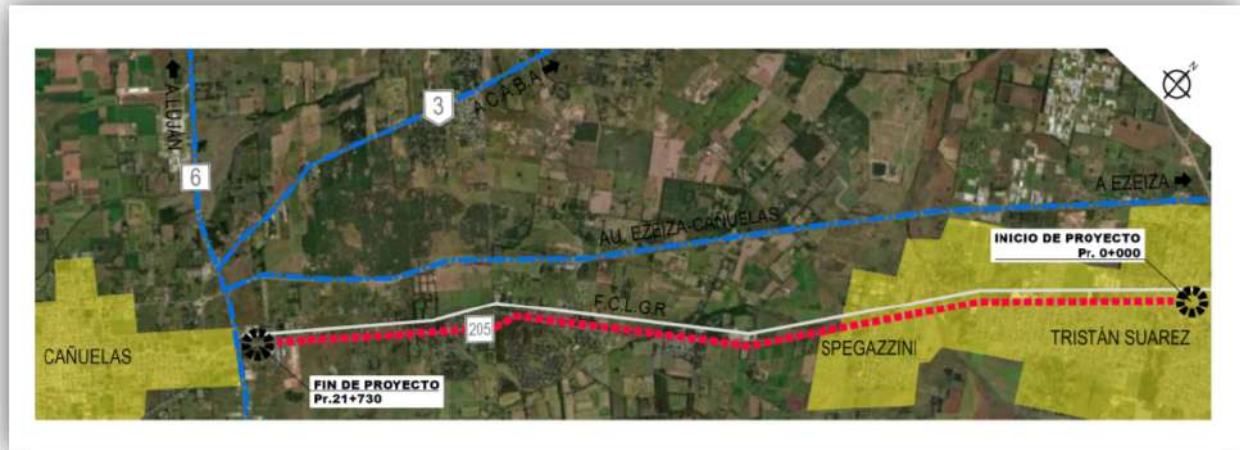 N
A LUJÁN
3
A C.A.B.A
6
A EZEIZA
AU. EZEIZA-CAÑUELAS
INICIO DE PROYECTO
Pr. 0+000
F.C.L.G.R
205
CAÑUELAS
SPEGAZZINI
TRISTÁN SUAREZ
FIN DE PROYECTO
Pr.21+730